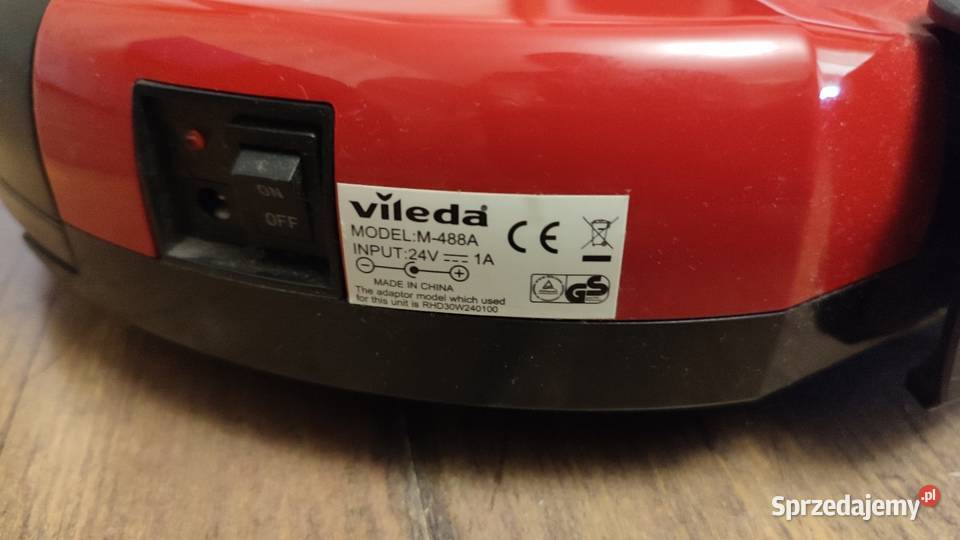 ON
OFF
vileda
MODEL:M-488A
INPUT:24V 1A
MADE IN CHINA
The adaptor model which used
for this unit is RHD30W240100
CE
GS
Sprzedajemy.pl